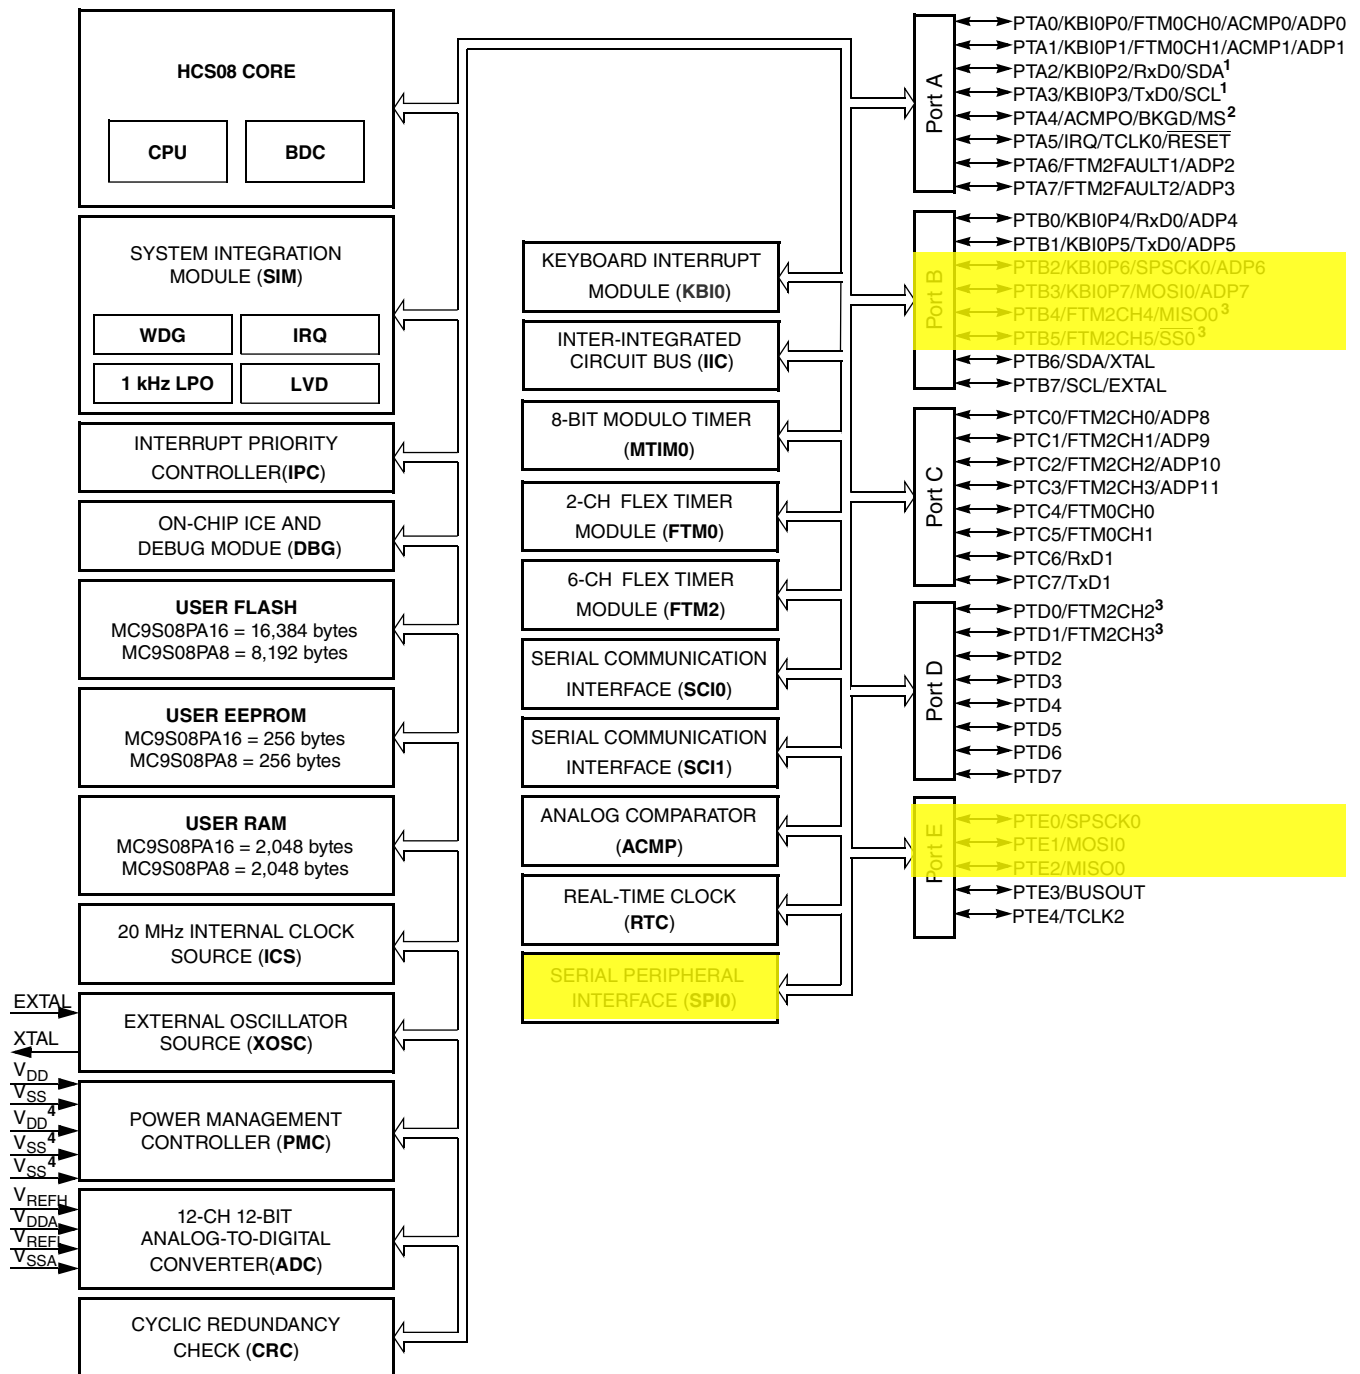 HCS08 CORE
CPU
BDC
SYSTEM INTEGRATION
MODULE (SIM)
WDG
IRQ
1 kHz LPO
LVD
INTERRUPT PRIORITY
CONTROLLER(IPC)
ON-CHIP ICE AND
DEBUG MODUE (DBG)
USER FLASH
MC9S08PA16 = 16,384 bytes
MC9S08PA8 = 8,192 bytes
USER EEPROM
MC9S08PA16 = 256 bytes
MC9S08PA8 = 256 bytes
USER RAM
MC9S08PA16 = 2,048 bytes
MC9S08PA8 = 2,048 bytes
20 MHz INTERNAL CLOCK
SOURCE (ICS)
EXTAL
XTAL
EXTERNAL OSCILLATOR
SOURCE (XOSC)
VDD
VSS
VDD4
VSS4
VSS4
POWER MANAGEMENT
CONTROLLER (PMC)
VREFH
VDDA
VREFL
VSSA
12-CH 12-BIT
ANALOG-TO-DIGITAL
CONVERTER(ADC)
CYCLIC REDUNDANCY
CHECK (CRC)
KEYBOARD INTERRUPT
MODULE (KBI0)
INTER-INTEGRATED
CIRCUIT BUS (IIC)
8-BIT MODULO TIMER
(MTIM0)
2-CH FLEX TIMER
MODULE (FTM0)
6-CH FLEX TIMER
MODULE (FTM2)
SERIAL COMMUNICATION
INTERFACE (SCI0)
SERIAL COMMUNICATION
INTERFACE (SCI1)
ANALOG COMPARATOR
(ACMP)
REAL-TIME CLOCK
(RTC)
SERIAL PERIPHERAL
INTERFACE (SPI0)
Port A
PTA0/KBI0P0/FTM0CH0/ACMP0/ADP0
PTA1/KBI0P1/FTM0CH1/ACMP1/ADP1
PTA2/KBI0P2/RxD0/SDA1
PTA3/KBI0P3/TxD0/SCL1
PTA4/ACMPO/BKGD/MS2
PTA5/IRQ/TCLK0/RESET
PTA6/FTM2FAULT1/ADP2
PTA7/FTM2FAULT2/ADP3
Port B
PTB0/KBI0P4/RxD0/ADP4
PTB1/KBI0P5/TxD0/ADP5
PTB2/KBI0P6/SPSCK0/ADP6
PTB3/KBI0P7/MOSI0/ADP7
PTB4/FTM2CH4/MISO0 3
PTB5/FTM2CH5/SS0 3
PTB6/SDA/XTAL
PTB7/SCL/EXTAL
Port C
PTC0/FTM2CH0/ADP8
PTC1/FTM2CH1/ADP9
PTC2/FTM2CH2/ADP10
PTC3/FTM2CH3/ADP11
PTC4/FTM0CH0
PTC5/FTM0CH1
PTC6/RxD1
PTC7/TxD1
Port D
PTD0/FTM2CH23
PTD1/FTM2CH33
PTD2
PTD3
PTD4
PTD5
PTD6
PTD7
Port E
PTE0/SPSCK0
PTE1/MOSI0
PTE2/MISO0
PTE3/BUSOUT
PTE4/TCLK2